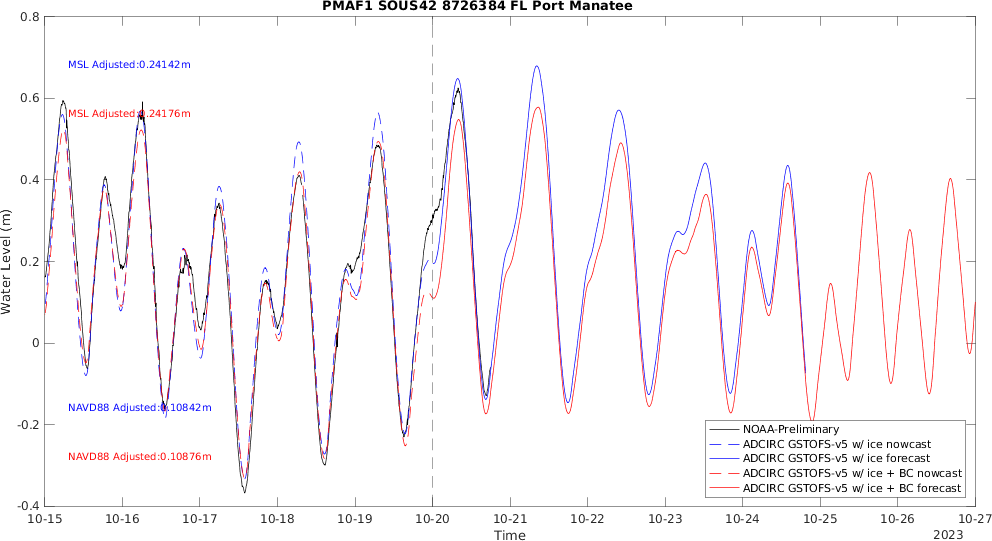 PMAF1 SOUS42 8726384 FL Port Manatee
0.8
0.6
0.4
0.2
0
-0.2
-0.4
Water Level (m)
MSL Adjusted:0.24142m
MSL Adjusted:0.24176m
NAVD88 Adjusted:0.10842m
NAVD88 Adjusted:0.10876m
NOAA-Preliminary
ADCIRC GSTOFS-v5 w/ ice nowcast
ADCIRC GSTOFS-v5 w/ ice forecast
ADCIRC GSTOFS-v5 w/ ice + BC nowcast
ADCIRC GSTOFS-v5 w/ ice + BC forecast
10-15 10-16 10-17 10-18 10-19 10-20 10-21 10-22 10-23 10-24 10-25 10-26 10-27
Time
2023